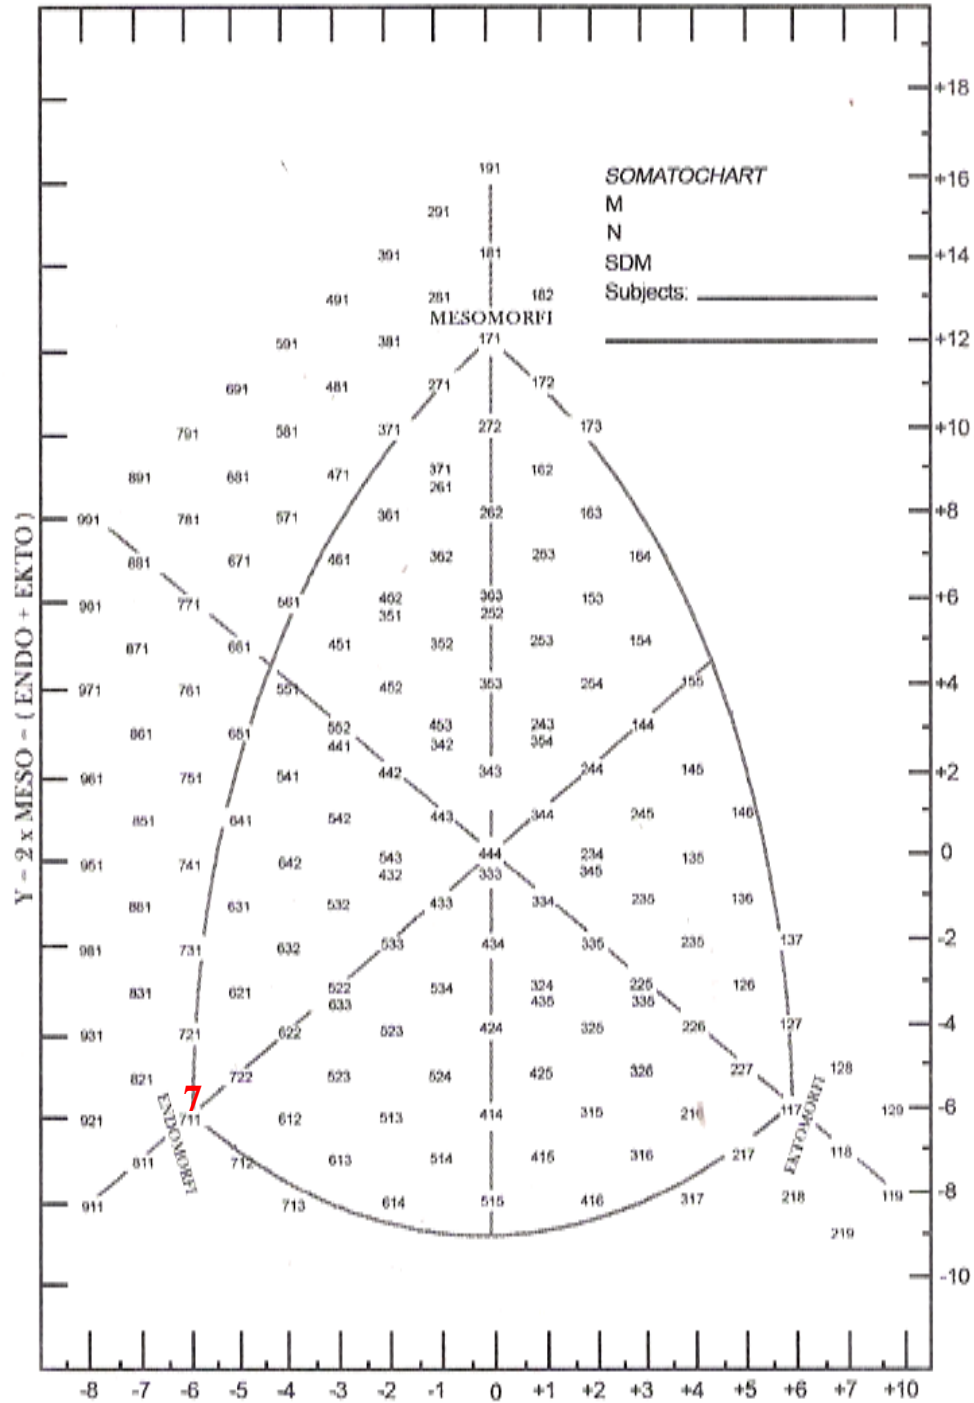 +18
191
SOMATOCHART
+16
M
291
N
391 181 +14
SDM
491 281 182 Subjects:
MESOMORFI
591 381 171 +12
691 481 271 172
791 581 371 272 173 +10
891 681 471 371 162
261
991 781 571 361 262 163 +8
881 671 461 362 263 164
981 771 561 462 363 153 +6
351 252
871 661 451 352 253 154
971 761 551 452 353 254 155 +4
861 651 552 453 243 144
441 342 354
961 751 541 442 343 244 145 +2
851 641 542 443 344 245 146
951 741 642 543 444 234 135 0
432 333 345
881 631 532 433 334 235 136
981 731 632 533 434 335 235 137 -2
831 621 522 534 324 225 126
633 435 335
931 721 622 523 424 325 226 127 -4
821 722 523 524 425 326 227 128
7
921 711 612 513 414 315 216 117 129 -6
ENDOMORFI
EKTOMORFI
811 712 613 514 415 316 217 118
911 713 614 515 416 317 218 119 -8
219
-10
Y = 2 x MESO - ( ENDO + EKTO )
-8 -7 -6 -5 -4 -3 -2 -1 0 +1 +2 +3 +4 +5 +6 +7 +10